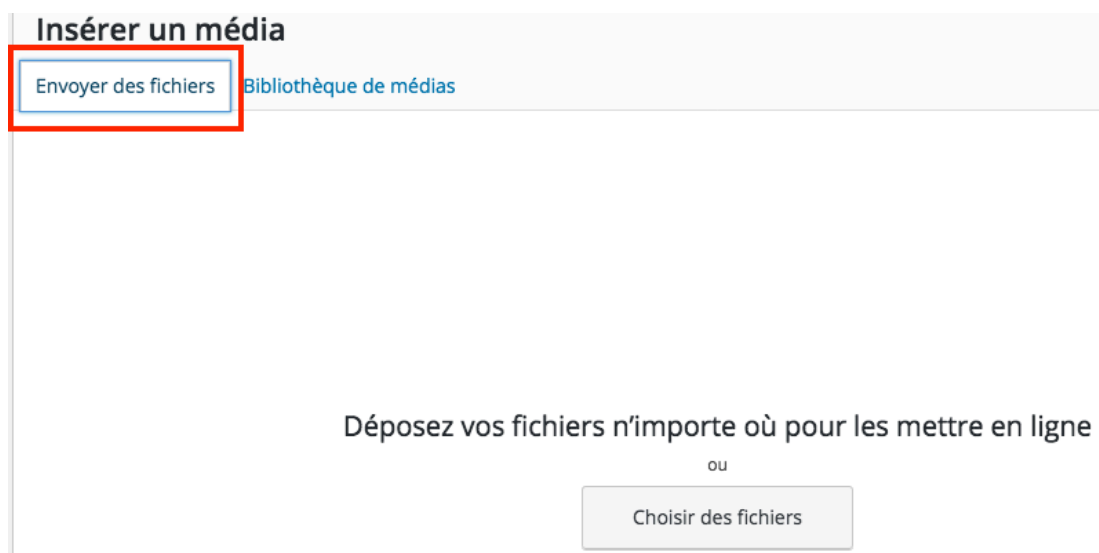 Insérer un média
Envoyer des fichiers Bibliothèque de médias
Déposez vos fichiers n’importe où pour les mettre en ligne
ou
Choisir des fichiers